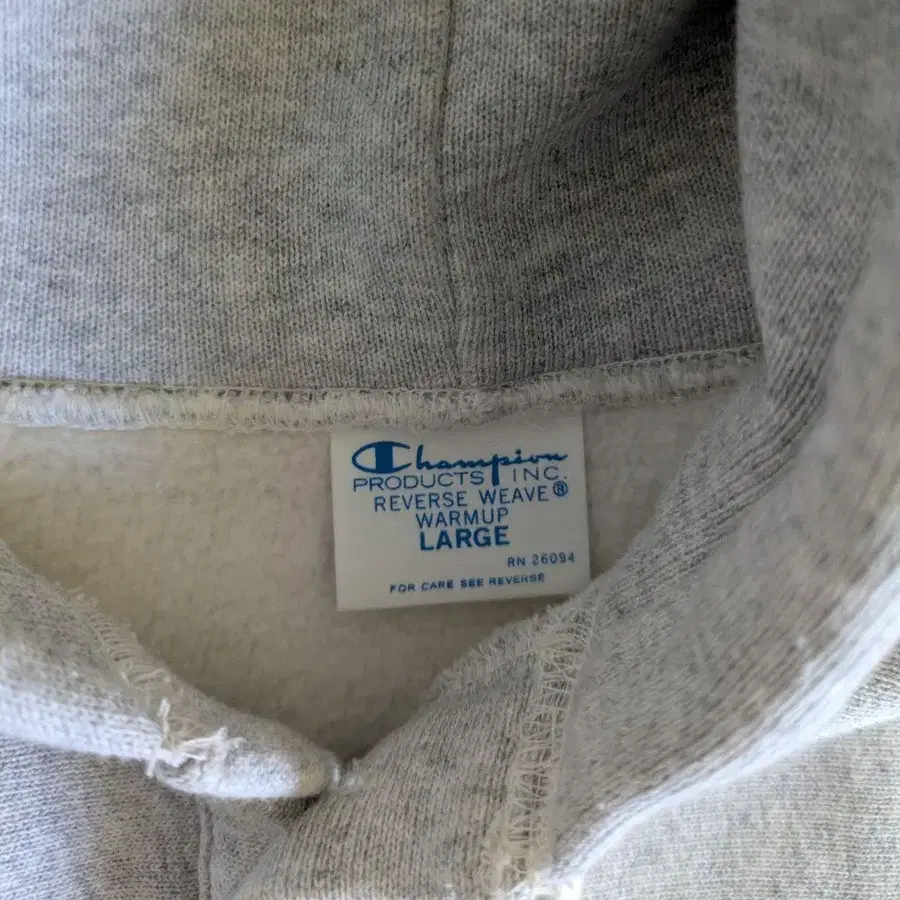 Champion
PRODUCTS INC.
REVERSE WEAVE®
WARMUP
LARGE
RN 26094
FOR CARE SEE REVERSE